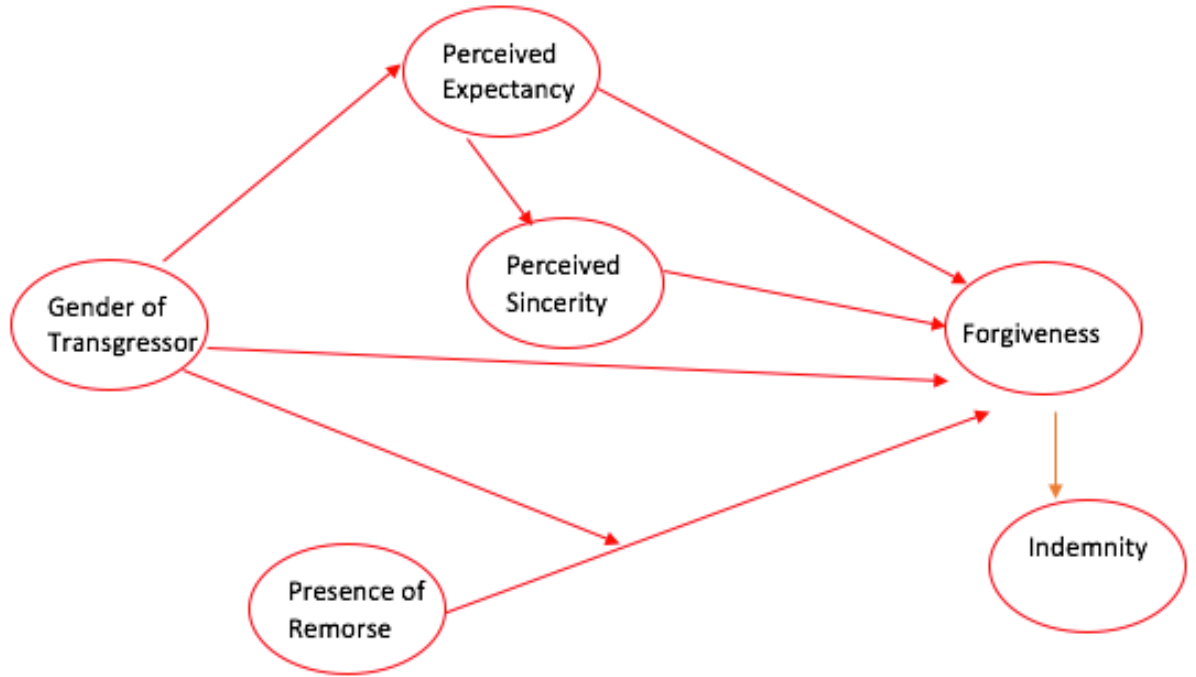 Perceived
Expectancy
Perceived
Sincerity
Gender of
Transgressor
Forgiveness
Indemnity
Presence of
Remorse